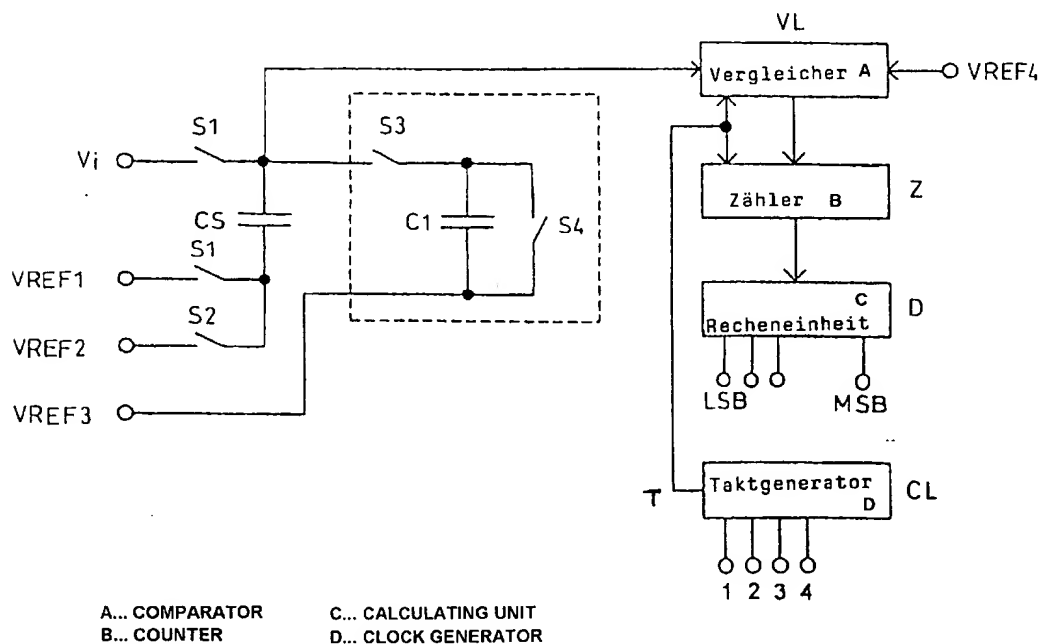 VL
Vergleicher A
VREF4
S1
S3
Vi
CS
C1
S4
Zähler B
Z
S1
VREF1
S2
VREF2
C
Recheneinheit
D
LSB
MSB
VREF3
T
Taktgenerator
D
CL
1 2 3 4
A... COMPARATOR
B... COUNTER
C... CALCULATING UNIT
D... CLOCK GENERATOR